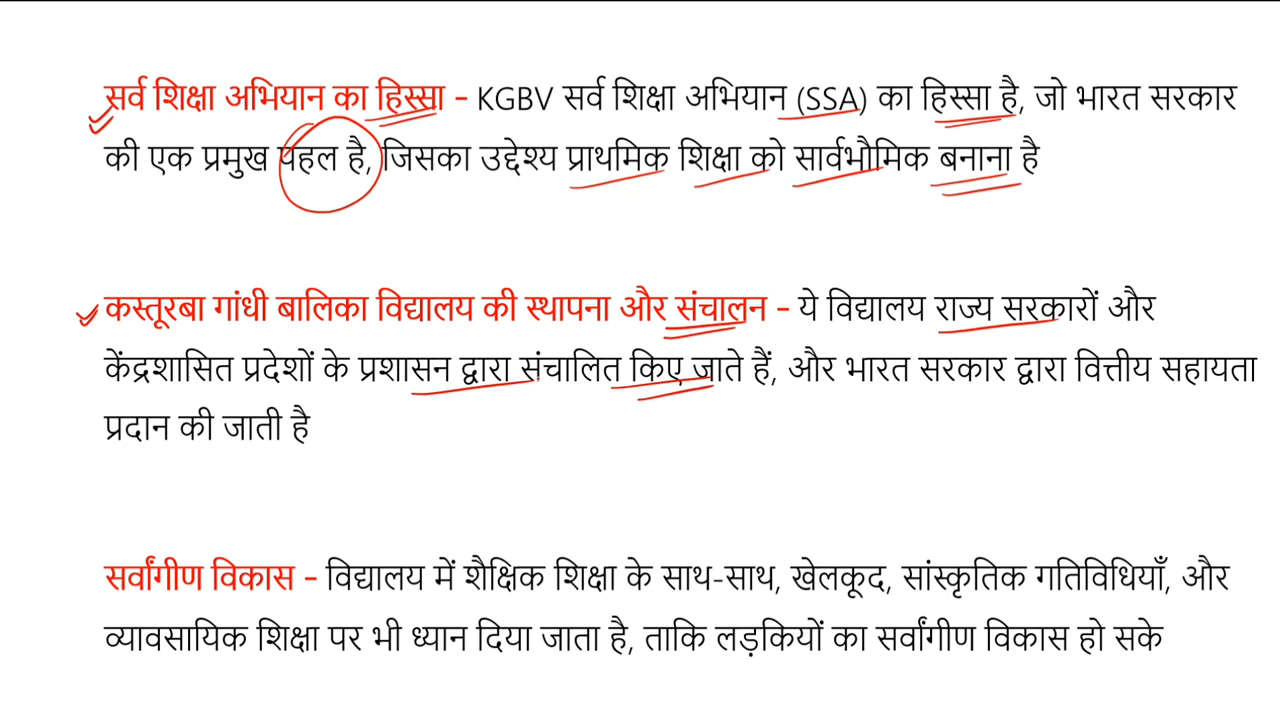 सर्व शिक्षा अभियान का हिस्सा – KGBV सर्व शिक्षा अभियान (SSA) का हिस्सा है, जो भारत सरकार
की एक प्रमुख पहल है, जिसका उद्देश्य प्राथमिक शिक्षा को सार्वभौमिक बनाना है
कस्तूरबा गांधी बालिका विद्यालय की स्थापना और संचालन – ये विद्यालय राज्य सरकारों और
केंद्रशासित प्रदेशों के प्रशासन द्वारा संचालित किए जाते हैं, और भारत सरकार द्वारा वित्तीय सहायता
प्रदान की जाती है
सर्वांगीण विकास – विद्यालय में शैक्षिक शिक्षा के साथ-साथ, खेलकूद, सांस्कृतिक गतिविधियाँ, और
व्यावसायिक शिक्षा पर भी ध्यान दिया जाता है, ताकि लड़कियों का सर्वांगीण विकास हो सके